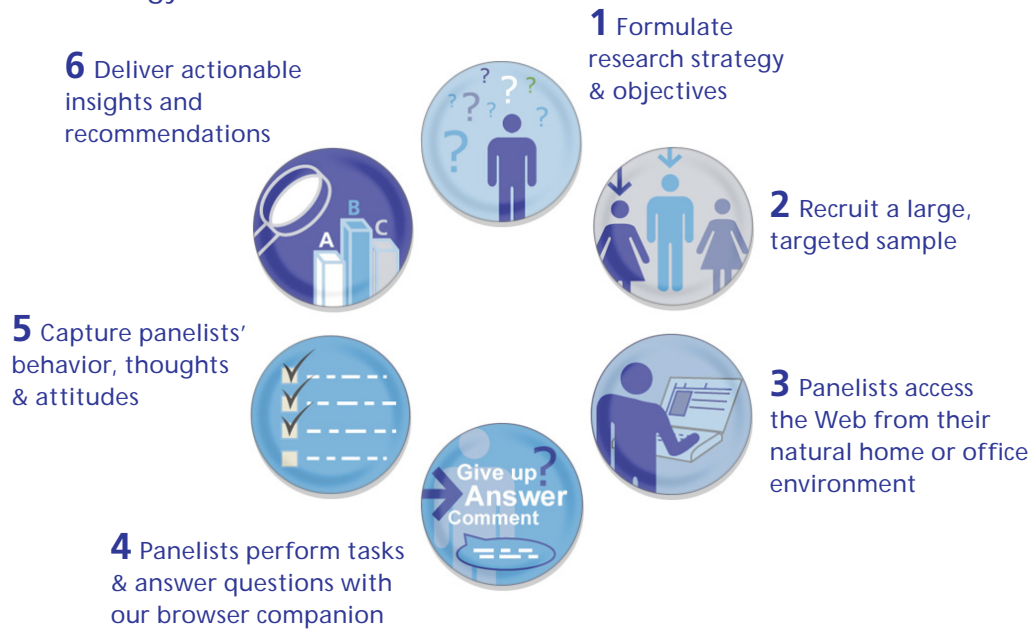 1 Formulate
research strategy
& objectives
2 Recruit a large,
targeted sample
3 Panelists access
the Web from their
natural home or office
environment
4 Panelists perform tasks
& answer questions with
our browser companion
Give up
Answer
Comment
?
5 Capture panelists’
behavior, thoughts
& attitudes
6 Deliver actionable
insights and
recommendations
A B C
? ? ? ? ? ? ? ?